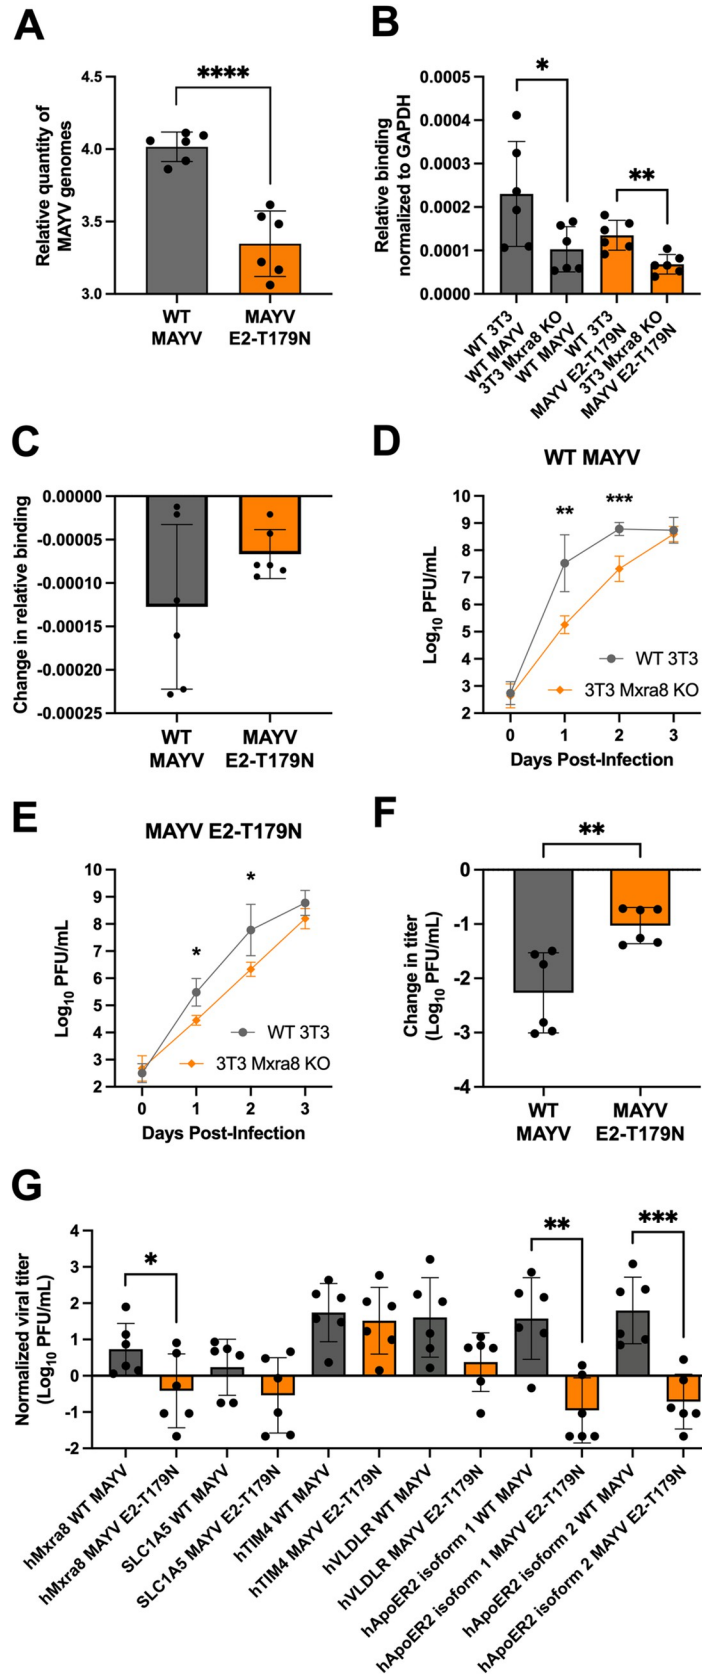 A
Relative quantity of
MAYV genomes
4.5
4.0
3.5
3.0
****
WT
MAYV
MAYV
E2-T179N
B
Relative binding
normalized to GAPDH
0.0005
0.0004
0.0003
0.0002
0.0001
0.0000
*
**
WT 3T3
WT MAYV
3T3 Mxra8 KO
WT MAYV
WT 3T3
MAYV E2-T179N
3T3 Mxra8 KO
MAYV E2-T179N
C
Change in relative binding
0.00000
-0.00005
-0.00010
-0.00015
-0.00020
-0.00025
WT
MAYV
MAYV
E2-T179N
D
WT MAYV
Log10 PFU/mL
10
9
8
7
6
5
4
3
2
**
***
WT 3T3
3T3 Mxra8 KO
0 1 2 3
Days Post-Infection
E
MAYV E2-T179N
Log10 PFU/mL
10
9
8
7
6
5
4
3
2
*
*
WT 3T3
3T3 Mxra8 KO
0 1 2 3
Days Post-Infection
F
Change in titer
(Log10 PFU/mL)
0
-1
-2
-3
-4
**
WT
MAYV
MAYV
E2-T179N
G
Normalized viral titer
(Log10 PFU/mL)
4
3
2
1
0
-1
-2
*
**
***
hMxra8 WT MAYV
hMxra8 MAYV E2-T179N
SLC1A5 WT MAYV
SLC1A5 MAYV E2-T179N
hTIM4 WT MAYV
hTIM4 MAYV E2-T179N
hVLDLR WT MAYV
hVLDLR MAYV E2-T179N
hApoER2 isoform 1 WT MAYV
hApoER2 isoform 1 MAYV E2-T179N
hApoER2 isoform 2 WT MAYV
hApoER2 isoform 2 MAYV E2-T179N